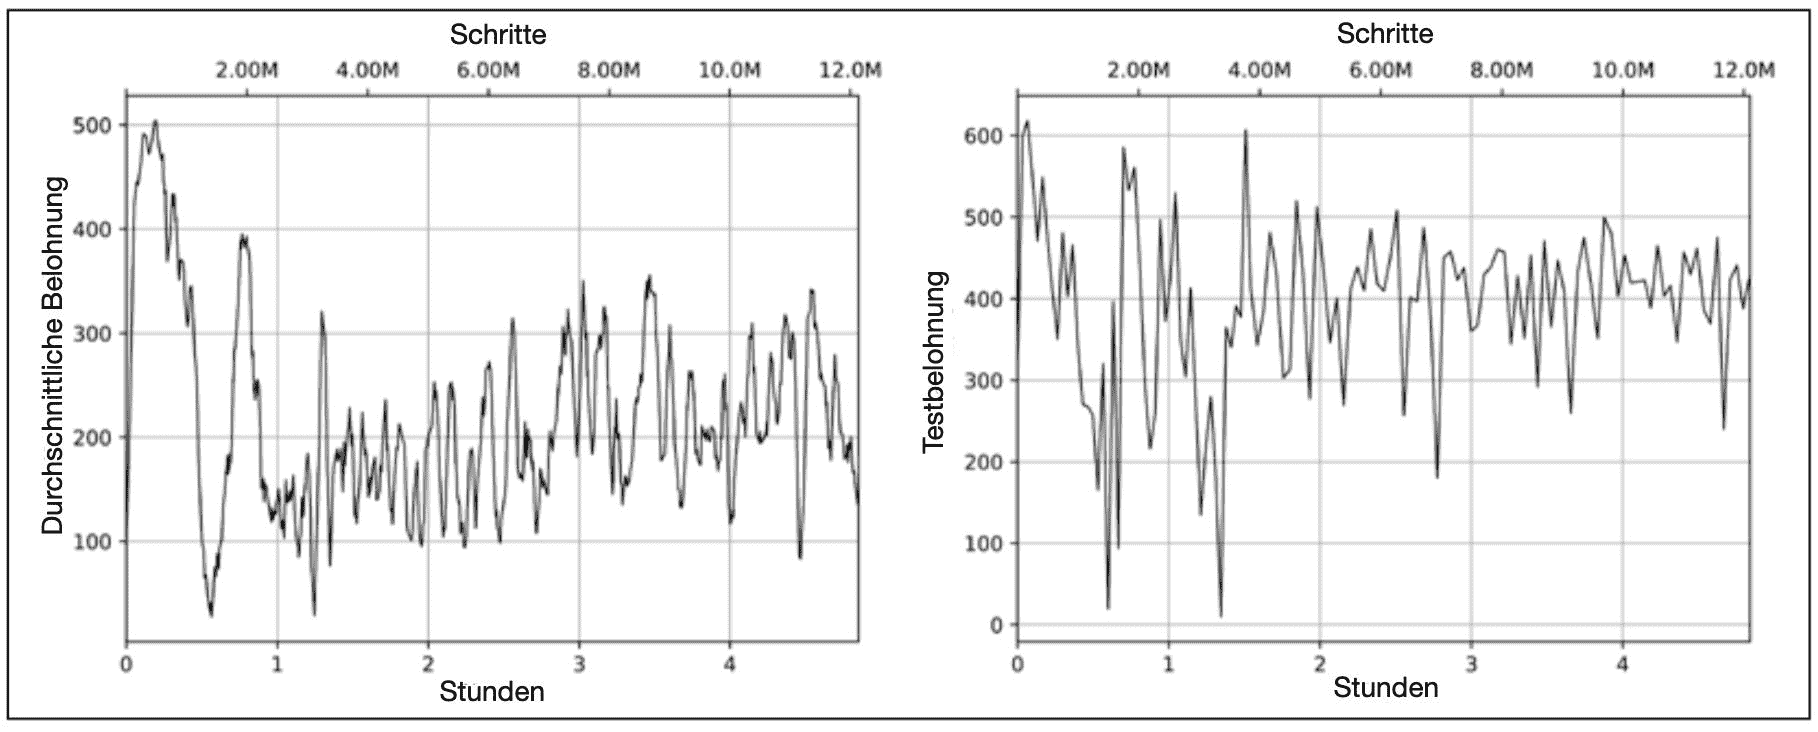 Schritte
2.00M 4.00M 6.00M 8.00M 10.0M 12.0M
500
400
300
200
100
Durchschnittliche Belohnung
0 1 2 3 4
Stunden
Schritte
2.00M 4.00M 6.00M 8.00M 10.0M 12.0M
600
500
400
300
200
100
0
Testbelohnung
0 1 2 3 4
Stunden